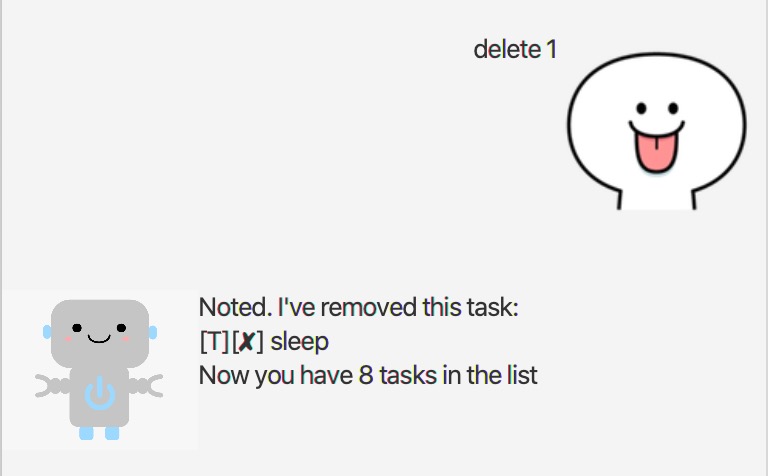 delete 1
Noted. I've removed this task:
[T][✘] sleep
Now you have 8 tasks in the list